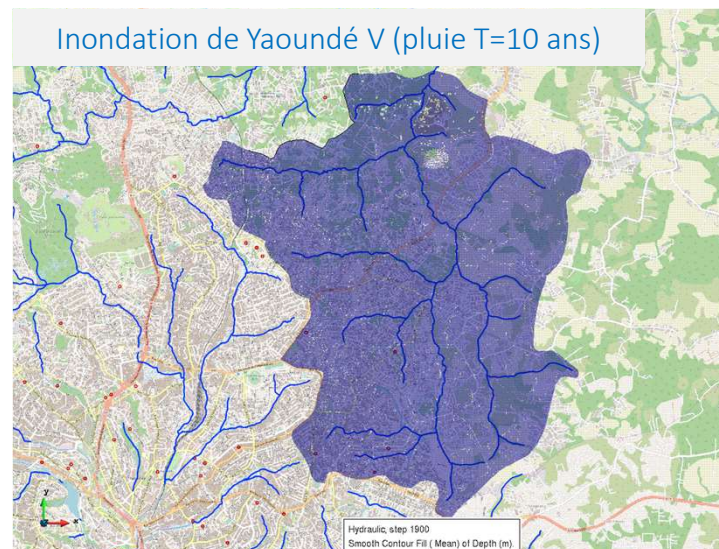 Inondation de Yaoundé V (pluie T=10 ans)
y
x
Hydraulic, step 1900
Smooth Contour Fill ( Mean) of Depth (m).